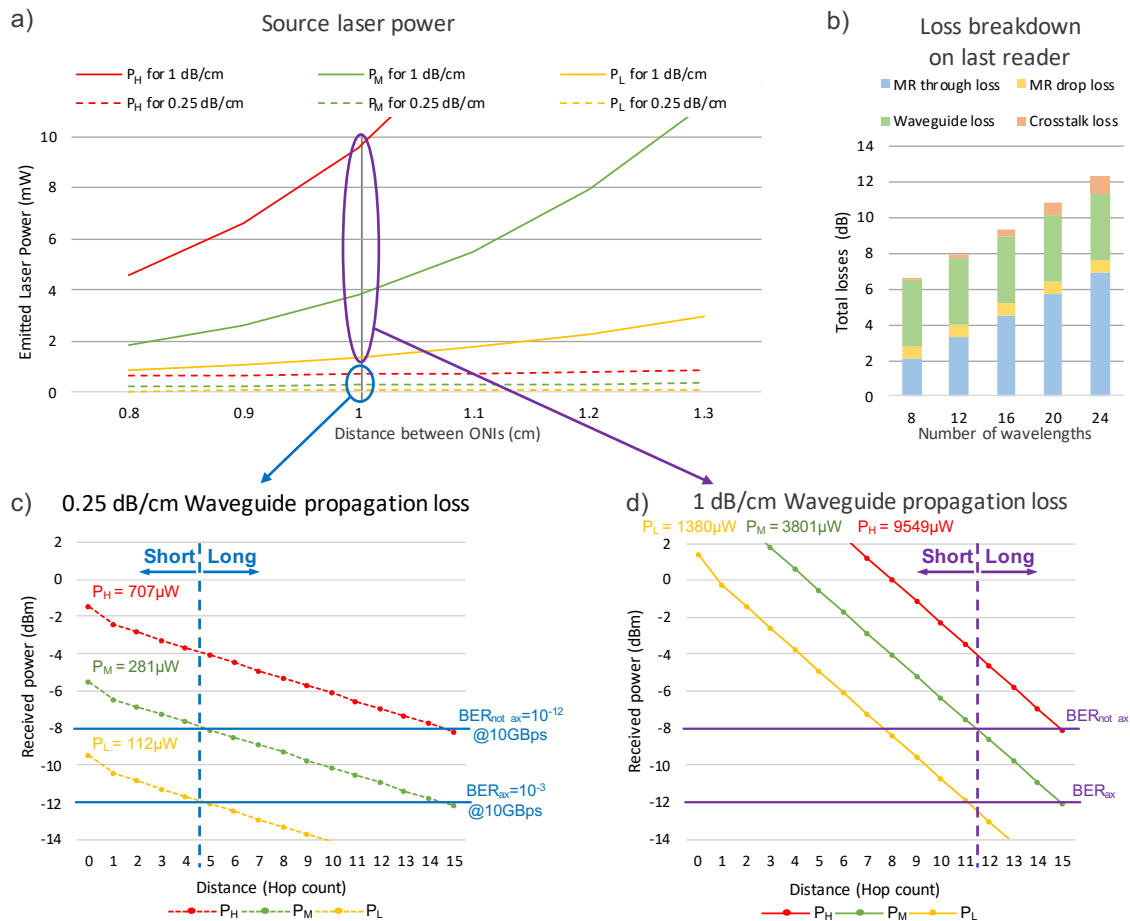 a)
Source laser power
P_H for 1 dB/cm
P_M for 1 dB/cm
P_L for 1 dB/cm
P_H for 0.25 dB/cm
P_M for 0.25 dB/cm
P_L for 0.25 dB/cm
Emitted Laser Power (mW)
10
8
6
4
2
0
0.8
0.9
1
1.1
1.2
1.3
Distance between ONIs (cm)
b)
Loss breakdown
on last reader
MR through loss
MR drop loss
Waveguide loss
Crosstalk loss
Total losses (dB)
14
12
10
8
6
4
2
0
8
12
16
20
24
Number of wavelengths
c)
0.25 dB/cm Waveguide propagation loss
Short
Long
P_H = 707µW
P_M = 281µW
P_L = 112µW
BER_not ax=10^-12
@10GBps
BER_ax=10^-3
@10GBps
Received power (dBm)
2
0
-2
-4
-6
-8
-10
-12
-14
0 1 2 3 4 5 6 7 8 9 10 11 12 13 15
Distance (Hop count)
P_H
P_M
P_L
d)
1 dB/cm Waveguide propagation loss
P_L = 1380µW
P_M = 3801µW
P_H = 9549µW
Short
Long
BER_not ax
BER_ax
Received power (dBm)
2
0
-2
-4
-6
-8
-10
-12
-14
0 1 2 3 4 5 6 7 8 9 10 11 12 13 14 15
Distance (Hop count)
P_H
P_M
P_L